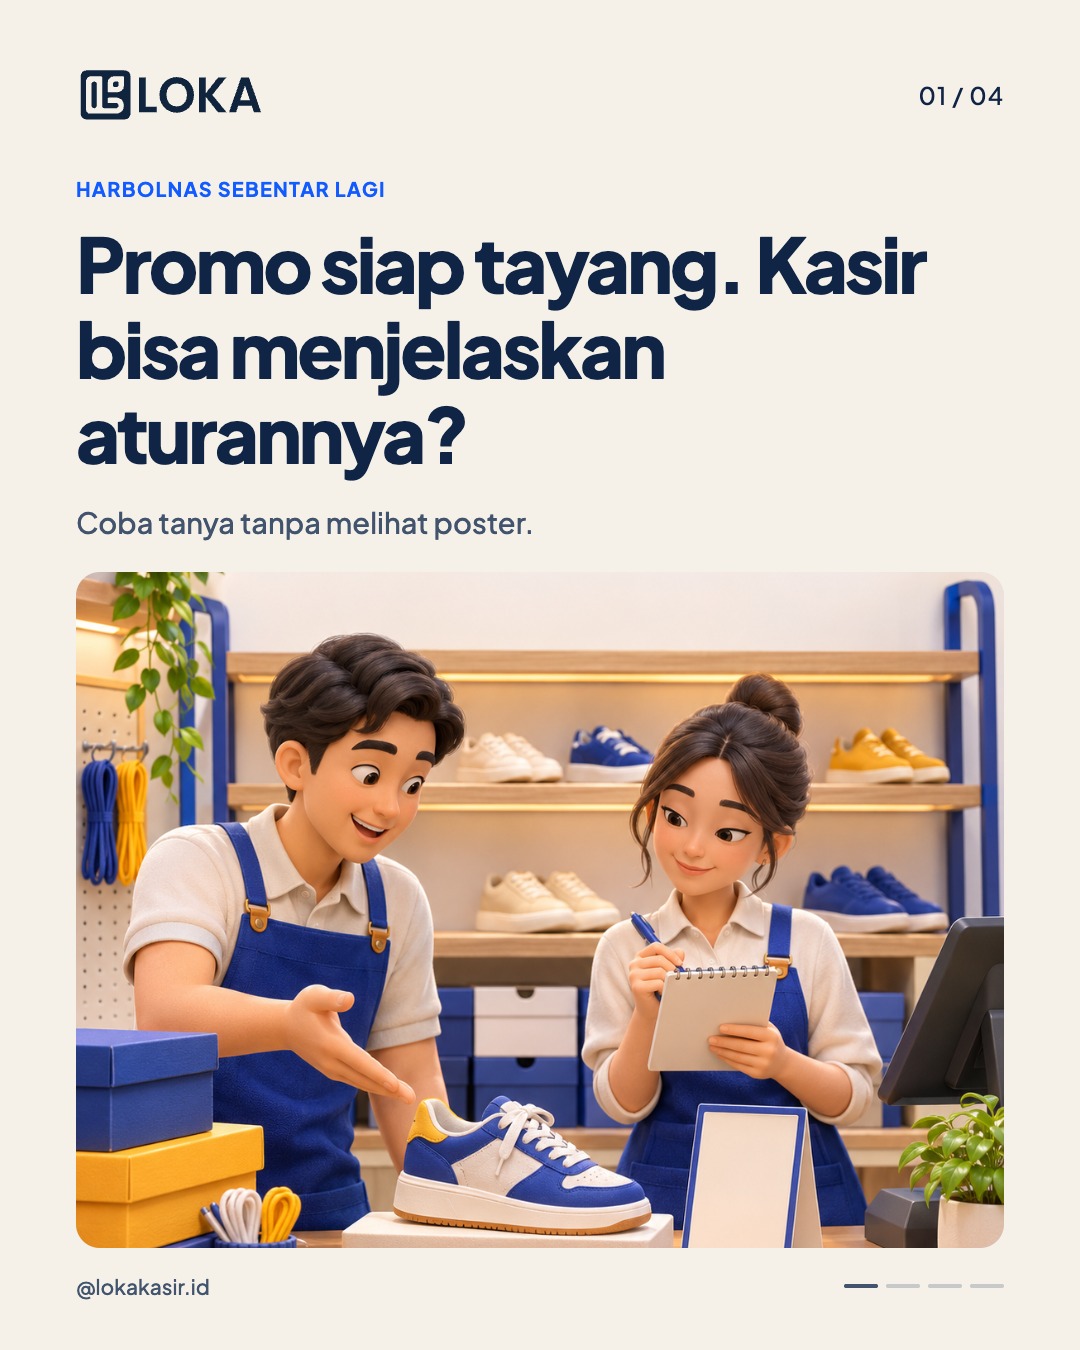 LOKA
01 / 04
HARBOLNAS SEBENTAR LAGI
Promo siap tayang. Kasir
bisa menjelaskan
aturannya?
Coba tanya tanpa melihat poster.
@lokakasir.id